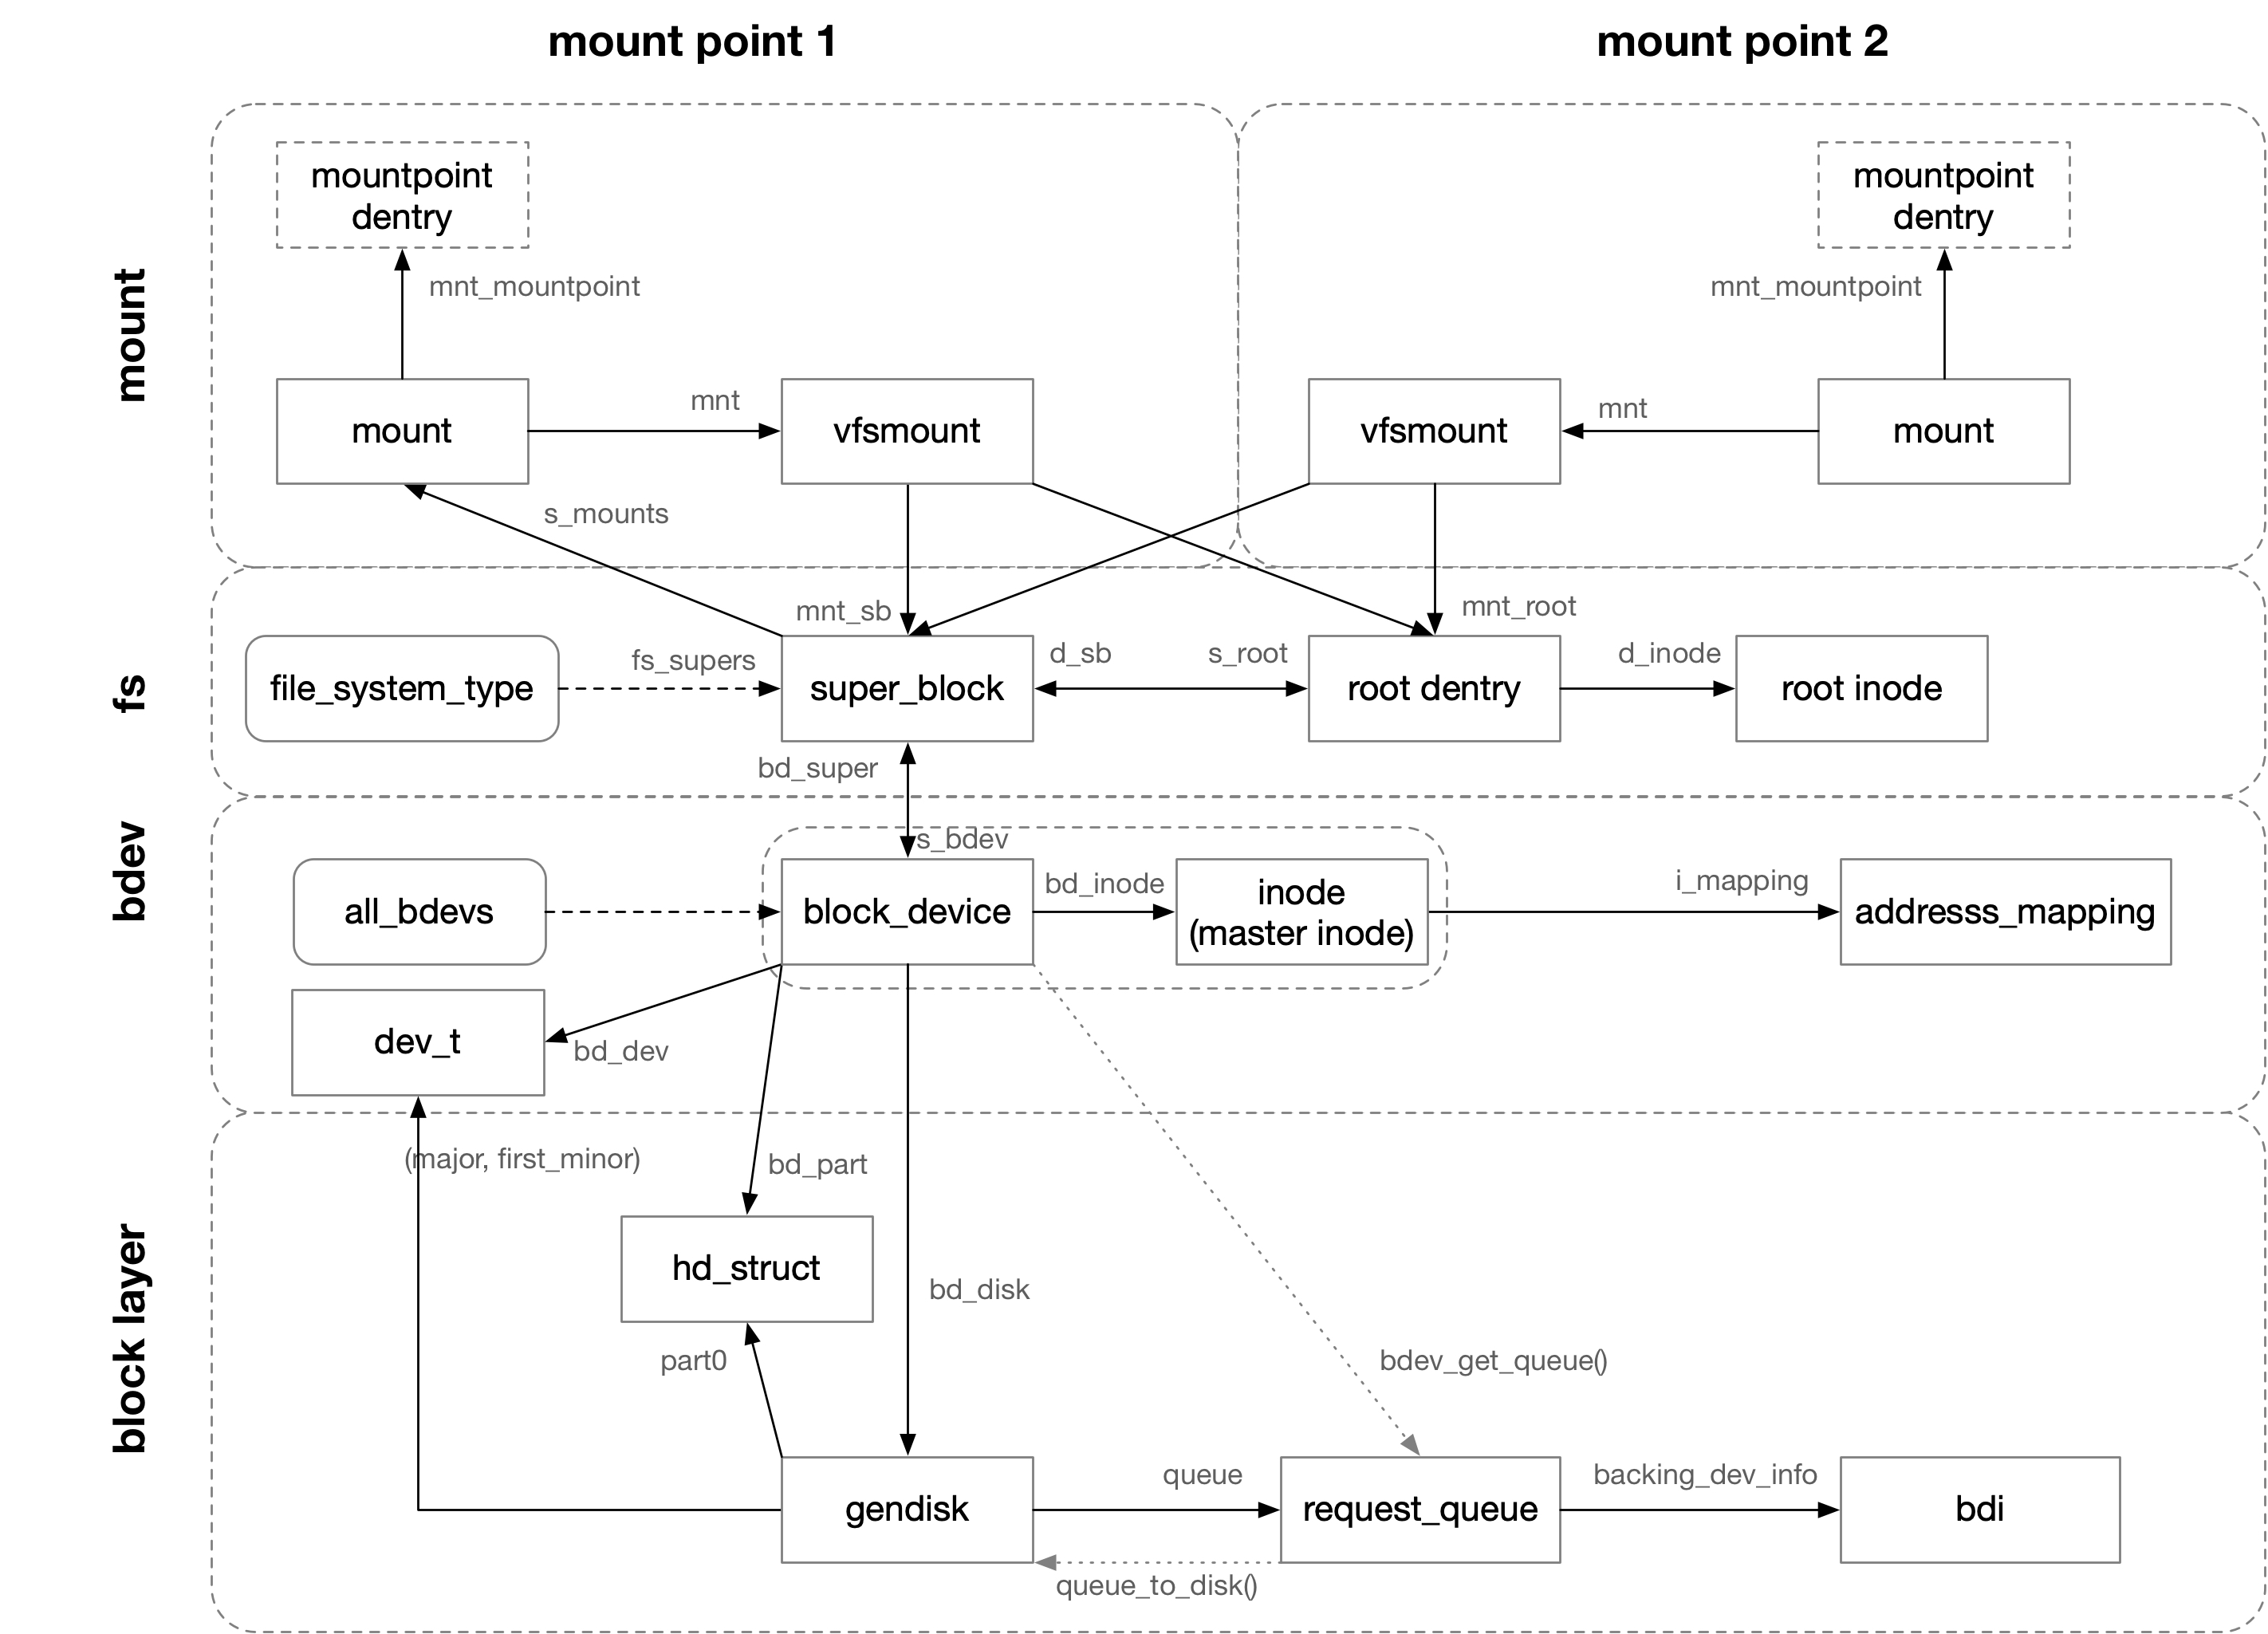 mount point 1
mount point 2
mount
mountpoint
dentry
mountpoint
dentry
mnt_mountpoint
mnt_mountpoint
mount
mnt
vfsmount
vfsmount
mnt
mount
s_mounts
fs
mnt_sb
mnt_root
file_system_type
fs_supers
super_block
d_sb
s_root
root dentry
d_inode
root inode
bd_super
bdev
s_bdev
all_bdevs
block_device
bd_inode
inode
(master inode)
i_mapping
addresss_mapping
dev_t
bd_dev
block layer
(major, first_minor)
bd_part
hd_struct
bd_disk
part0
bdev_get_queue()
gendisk
queue
request_queue
backing_dev_info
bdi
queue_to_disk()